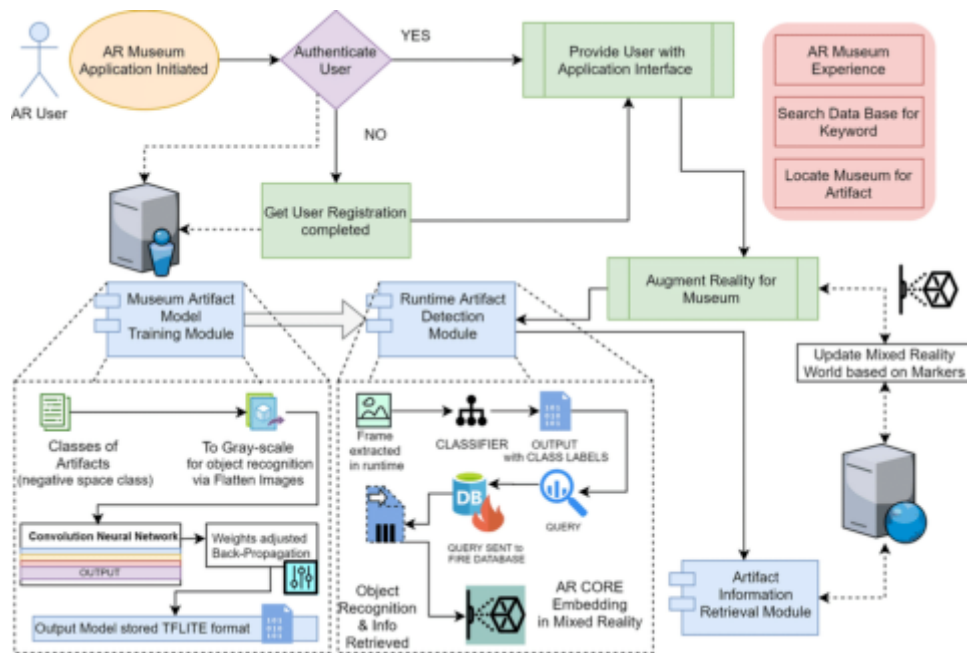 AR User
AR Museum
Application Initiated
Authenticate
User
YES
NO
Provide User with
Application Interface
AR Museum
Experience
Search Data Base for
Keyword
Locate Museum for
Artifact
Get User Registration
completed
Augment Reality for
Museum
Update Mixed Reality
World based on Markers
Museum Artifact
Model
Training Module
Runtime Artifact
Detection
Module
Classes of
Artifacts
(negative space class)
To Gray-scale
for object recognition
via Flatten Images
Convolution Neural Network
OUTPUT
Weights adjusted
Back-Propagation
Output Model stored TFLITE format
Frame
extracted
in runtime
CLASSIFIER
OUTPUT
with CLASS LABELS
QUERY
DB
QUERY SENT to
FIRE DATABASE
Object
Recognition
& Info
Retrieved
AR CORE
Embedding
in Mixed Reality
Artifact
Information
Retrieval Module